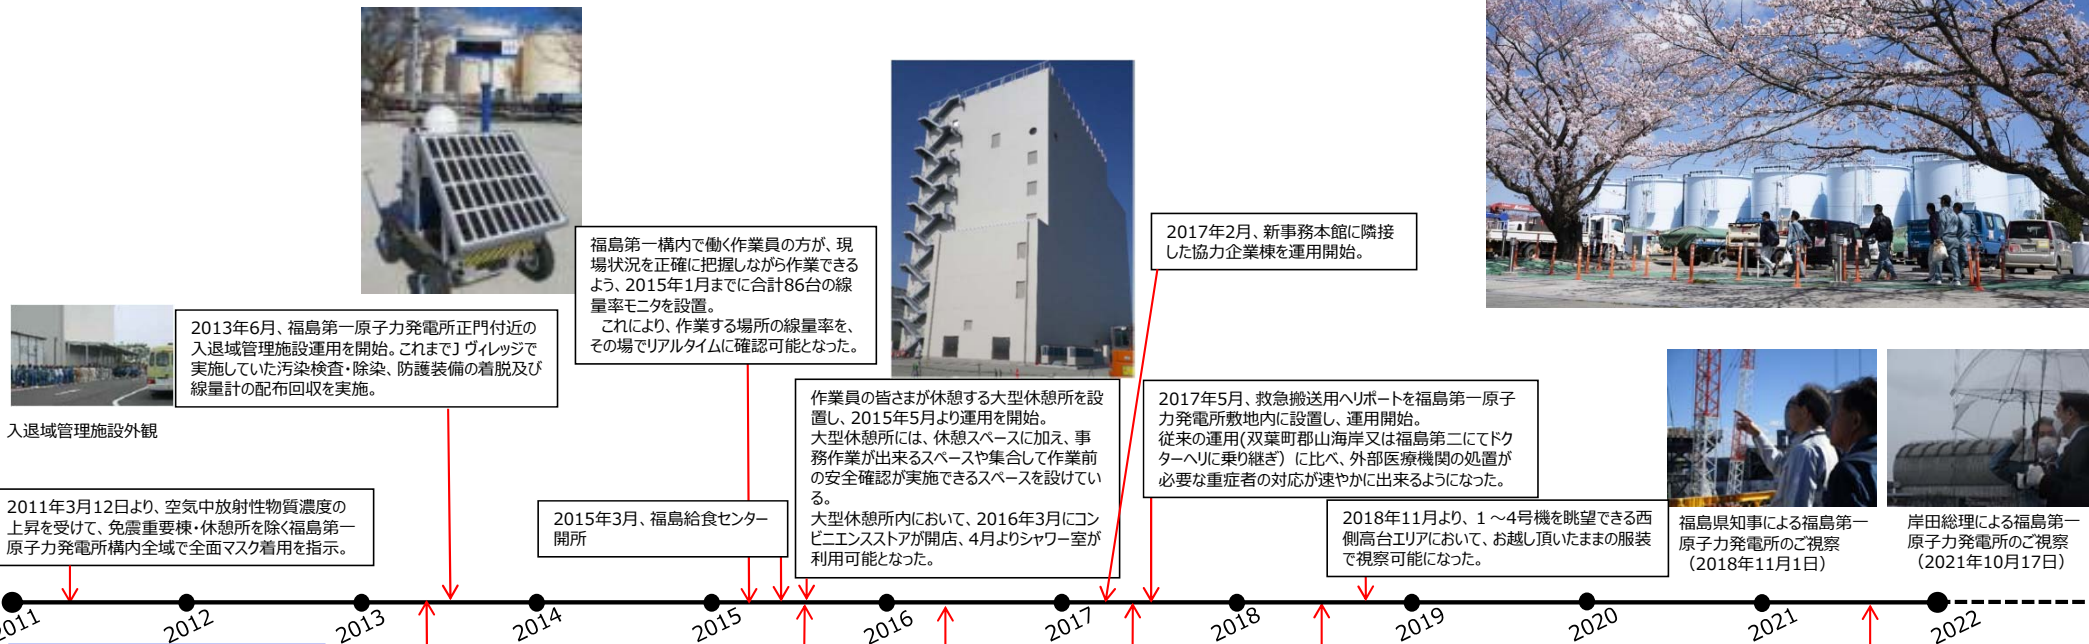 福島第一構内で働く作業員の方が、現
場状況を正確に把握しながら作業できる
よう、2015年1月までに合計86台の線
量率モニタを設置。
これにより、作業する場所の線量率を、
その場でリアルタイムに確認可能となった。
2017年2月、新事務本館に隣接
した協力企業棟を運用開始。
2013年6月、福島第一原子力発電所正門付近の
入退域管理施設運用を開始。これまでJ ヴィレッジで
実施していた汚染検査・除染、防護装備の着脱及び
線量計の配布回収を実施。
入退域管理施設外観
作業員の皆さまが休憩する大型休憩所を設
置し、2015年5月より運用を開始。
大型休憩所には、休憩スペースに加え、事
務作業が出来るスペースや集合して作業前
の安全確認が実施できるスペースを設けてい
る。
大型休憩所内において、2016年3月にコン
ビニエンスストアが開店、4月よりシャワー室が
利用可能となった。
2017年5月、救急搬送用ヘリポートを福島第一原子
力発電所敷地内に設置し、運用開始。
従来の運用(双葉町郡山海岸又は福島第二にてドク
ターヘリに乗り継ぎ）に比べ、外部医療機関の処置が
必要な重症者の対応が速やかに出来るようになった。
2011年3月12日より、空気中放射性物質濃度の
上昇を受けて、免震重要棟・休憩所を除く福島第一
原子力発電所構内全域で全面マスク着用を指示。
2015年3月、福島給食センター
開所
2018年11月より、１～4号機を眺望できる西
側高台エリアにおいて、お越し頂いたままの服装
で視察可能になった。
福島県知事による福島第一
原子力発電所のご視察
（2018年11月1日）
岸田総理による福島第一
原子力発電所のご視察
（2021年10月17日）
2011
2012
2013
2014
2015
2016
2017
2018
2019
2020
2021
2022